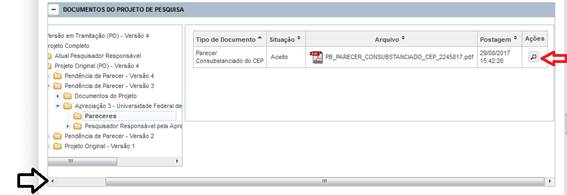 DOCUMENTOS DO PROJETO DE PESQUISA
Versão em Tramitação (PO) - Versão 4
Projeto Completo
Atual Pesquisador Responsável
Projeto Original (PO) - Versão 4
Pendência de Parecer - Versão 4
Pendência de Parecer - Versão 3
Documentos do Projeto
Apreciação 3 - Universidade Federal de
Pareceres
Pesquisador Responsável pela Apre
Pendência de Parecer - Versão 2
Projeto Original - Versão 1
Tipo de Documento Situação Arquivo Postagem Ações
Parecer Consubstanciado do CEP Aceito PB_PARECER_CONSUBSTANCIADO_CEP_2245817.pdf 29/08/2017 15:42:26